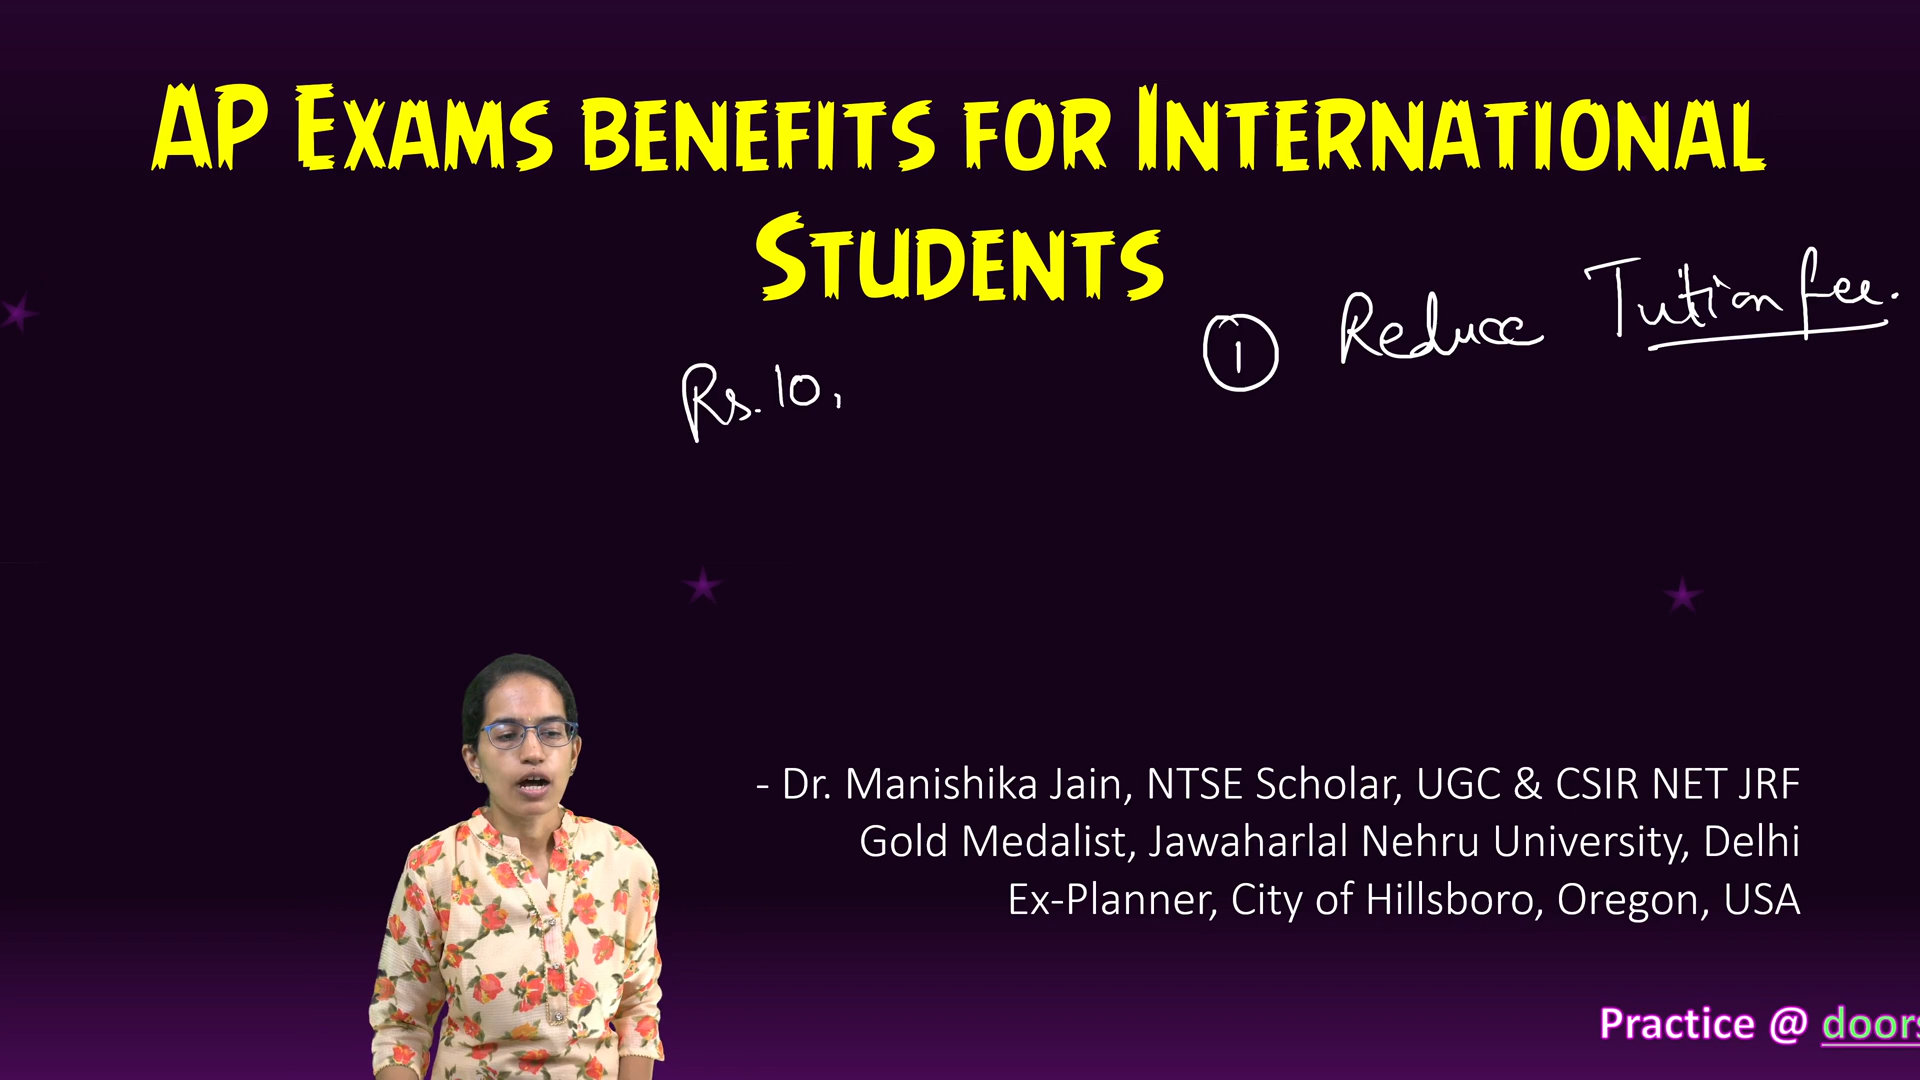 AP Exams benefits for International
Students
① Reduce Tution fee.
Rs. 10,
- Dr. Manishika Jain, NTSE Scholar, UGC & CSIR NET JRF
Gold Medalist, Jawaharlal Nehru University, Delhi
Ex-Planner, City of Hillsboro, Oregon, USA
Practice @ doors